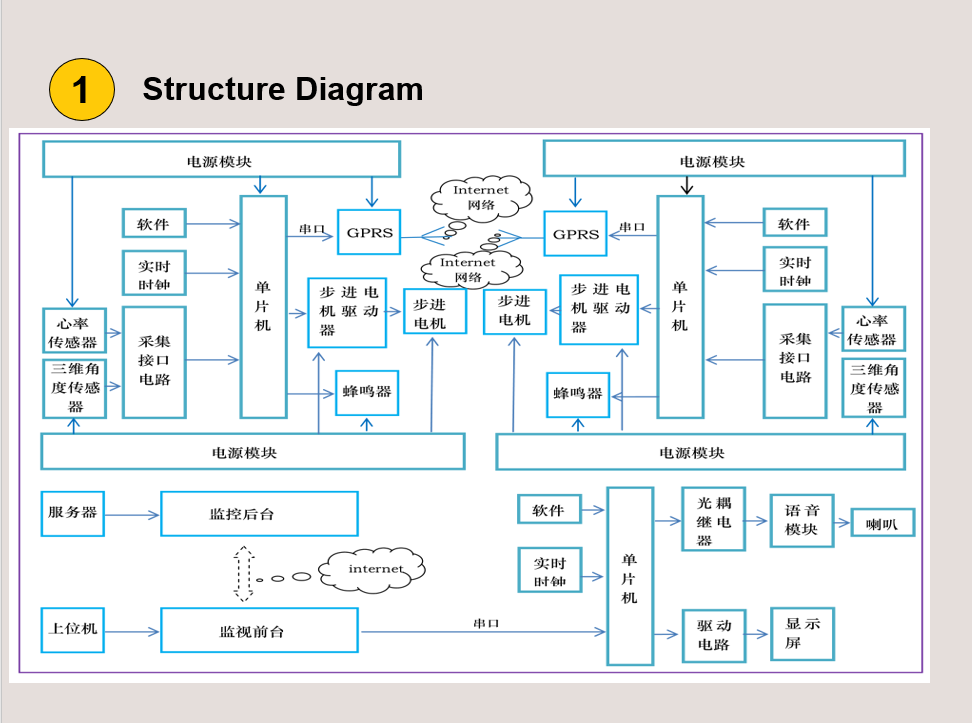 1
Structure Diagram
电源模块
电源模块
Internet
网络
Internet
网络
软件
实时
时钟
单
片
机
串口
GPRS
GPRS
串口
单
片
机
软件
实时
时钟
心率
传感器
三维角
度传感
器
采集
接口
电路
步进电
机驱动
器
步进
电机
步进
电机
步进电
机驱动
器
采集
接口
电路
心率
传感器
三维角
度传感
器
蜂鸣器
蜂鸣器
电源模块
电源模块
服务器
监控后台
internet
上位机
监视前台
串口
软件
实时
时钟
单
片
机
光耦
继电
器
语音
模块
喇叭
驱动
电路
显示
屏